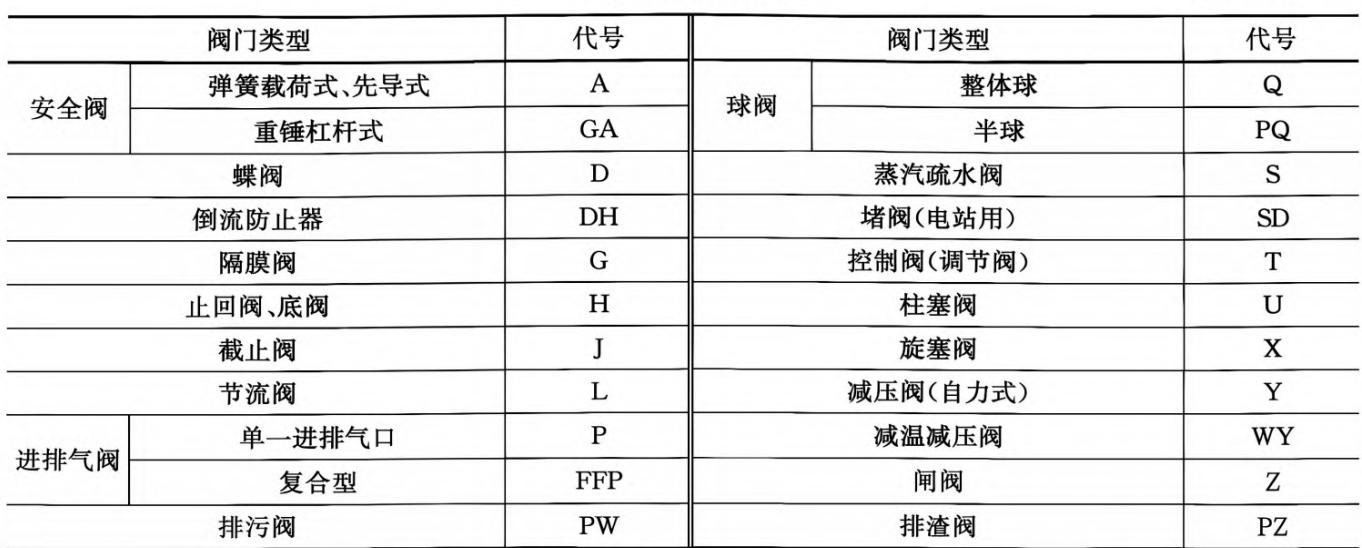 阀门类型 代号 阀门类型 代号
安全阀 弹簧载荷式、先导式 A 球阀 整体球 Q
重锤杠杆式 GA 半球 PQ
蝶阀 D 蒸汽疏水阀 S
倒流防止器 DH 堵阀(电站用) SD
隔膜阀 G 控制阀(调节阀) T
止回阀、底阀 H 柱塞阀 U
截止阀 J 旋塞阀 X
节流阀 L 减压阀(自力式) Y
进排气阀 单一进排气口 P 减温减压阀 WY
复合型 FFP 闸阀 Z
排污阀 PW 排渣阀 PZ